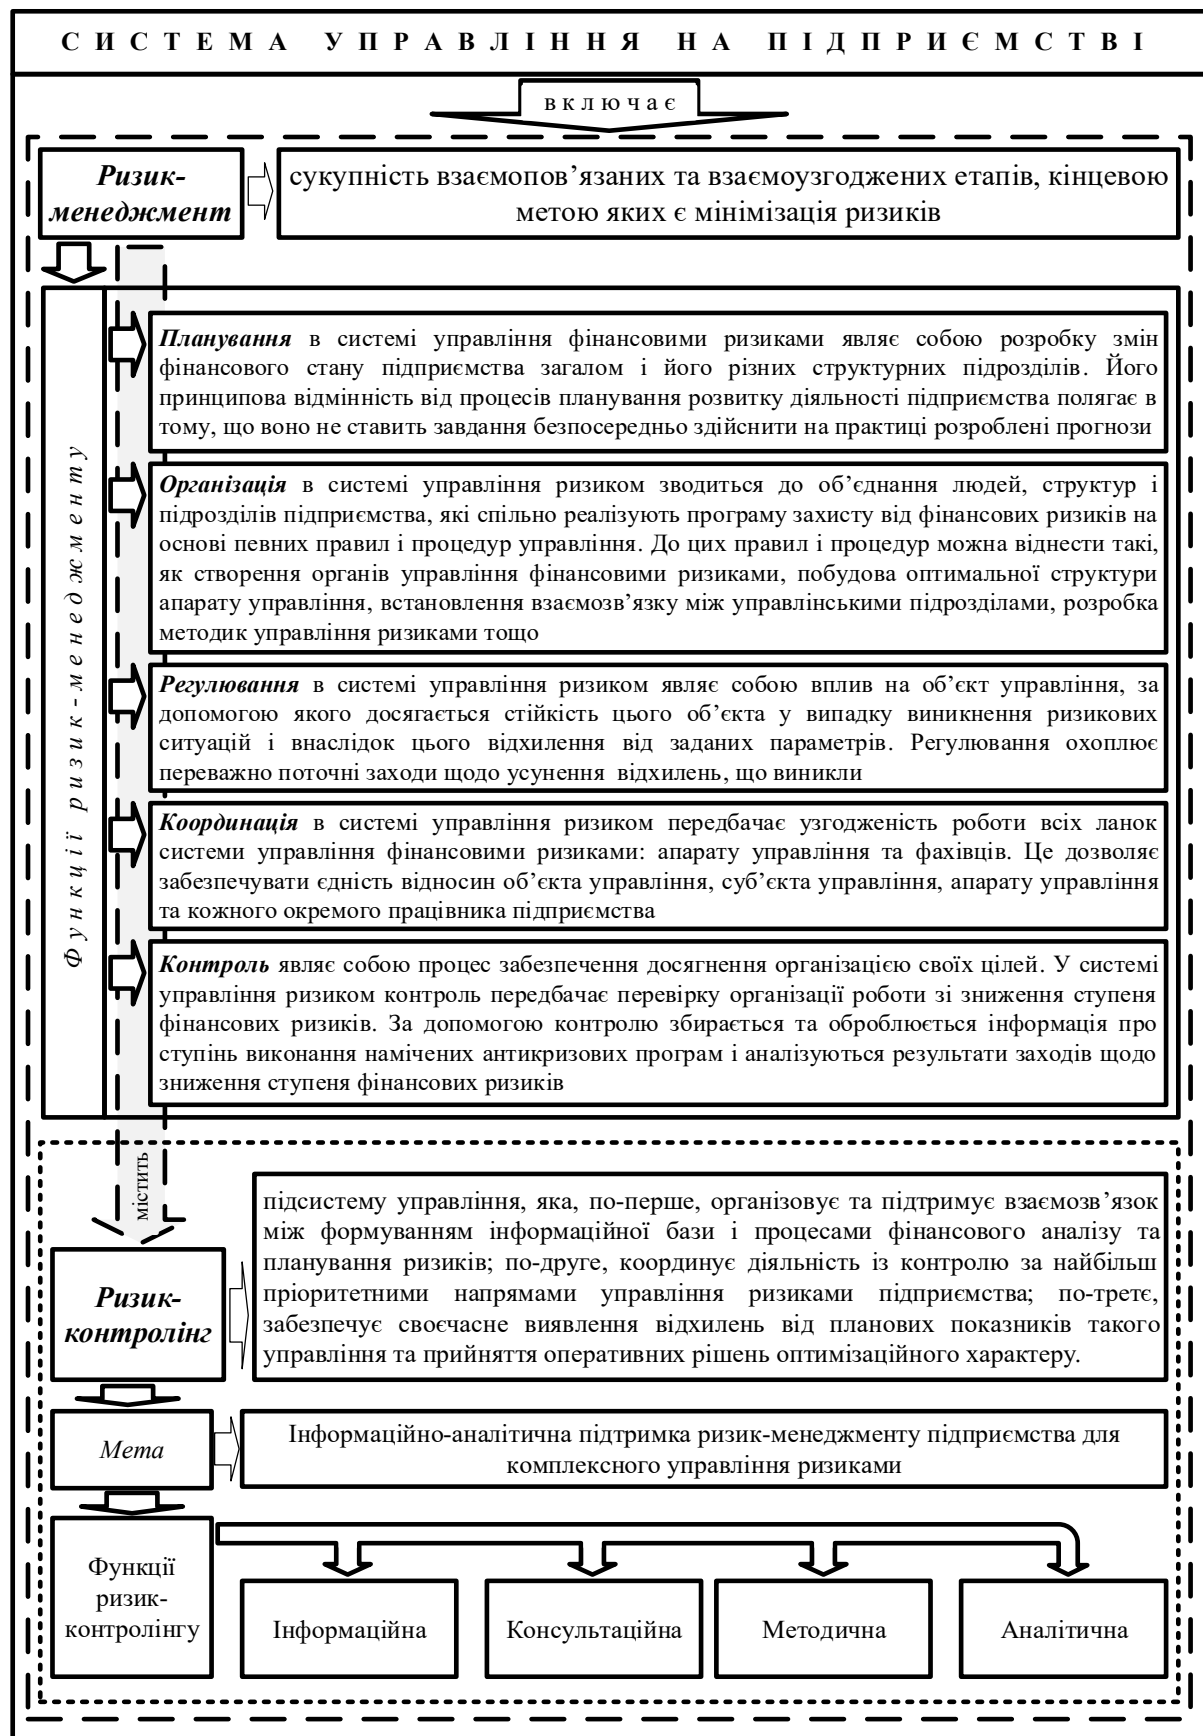 СИСТЕМА УПРАВЛІННЯ НА ПІДПРИЄМСТВІ
включає
Ризик-
менеджмент
сукупність взаємопов’язаних та взаємоузгоджених етапів, кінцевою
метою яких є мінімізація ризиків
Функції ризик-менеджменту
Планування в системі управління фінансовими ризиками являє собою розробку змін
фінансового стану підприємства загалом і його різних структурних підрозділів. Його
принципова відмінність від процесів планування розвитку діяльності підприємства полягає в
тому, що воно не ставить завдання безпосередньо здійснити на практиці розроблені прогнози
Організація в системі управління ризиком зводиться до об’єднання людей, структур і
підрозділів підприємства, які спільно реалізують програму захисту від фінансових ризиків на
основі певних правил і процедур управління. До цих правил і процедур можна віднести такі,
як створення органів управління фінансовими ризиками, побудова оптимальної структури
апарату управління, встановлення взаємозв’язку між управлінськими підрозділами, розробка
методик управління ризиками тощо
Регулювання в системі управління ризиком являє собою вплив на об’єкт управління, за
допомогою якого досягається стійкість цього об’єкта у випадку виникнення ризикових
ситуацій і внаслідок цього відхилення від заданих параметрів. Регулювання охоплює
переважно поточні заходи щодо усунення відхилень, що виникли
Координація в системі управління ризиком передбачає узгодженість роботи всіх ланок
системи управління фінансовими ризиками: апарату управління та фахівців. Це дозволяє
забезпечувати єдність відносин об’єкта управління, суб’єкта управління, апарату управління
та кожного окремого працівника підприємства
Контроль являє собою процес забезпечення досягнення організацією своїх цілей. У системі
управління ризиком контроль передбачає перевірку організації роботи зі зниження ступеня
фінансових ризиків. За допомогою контролю збирається та оброблюється інформація про
ступінь виконання намічених антикризових програм і аналізуються результати заходів щодо
зниження ступеня фінансових ризиків
містить
Ризик-
контролінг
підсистему управління, яка, по-перше, організовує та підтримує взаємозв’язок
між формуванням інформаційної бази і процесами фінансового аналізу та
планування ризиків; по-друге, координує діяльність із контролю за найбільш
пріоритетними напрямами управління ризиками підприємства; по-третє,
забезпечує своєчасне виявлення відхилень від планових показників такого
управління та прийняття оперативних рішень оптимізаційного характеру.
Мета
Інформаційно-аналітична підтримка ризик-менеджменту підприємства для
комплексного управління ризиками
Функції
ризик-
контролінгу
Інформаційна
Консультаційна
Методична
Аналітична